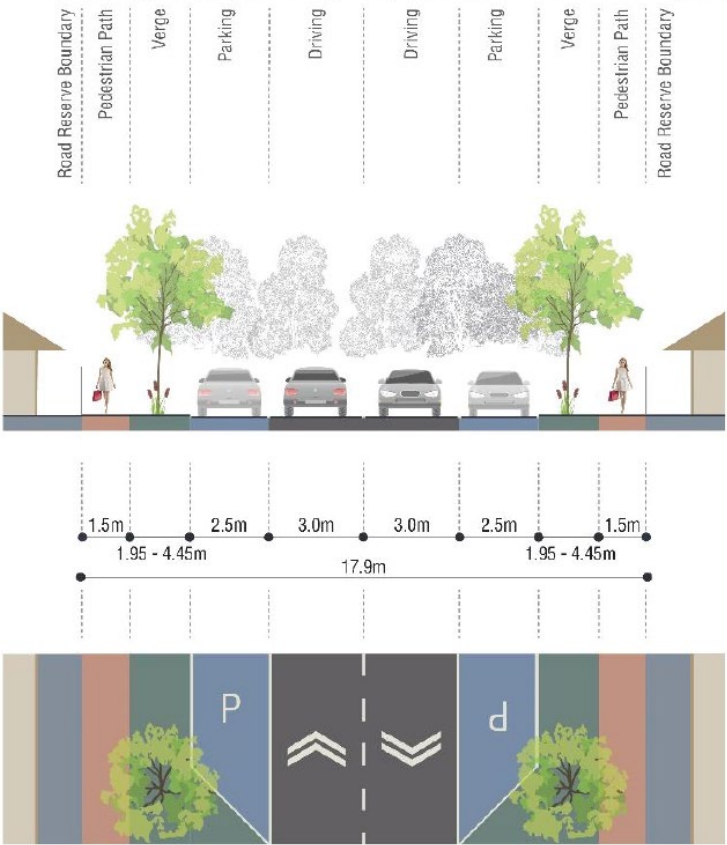 Road Reserve Boundary
Pedestrian Path
Verge
Parking
Driving
Driving
Parking
Verge
Pedestrian Path
Road Reserve Boundary
1.5m
2.5m
3.0m
3.0m
2.5m
1.5m
1.95 - 4.45m
1.95 - 4.45m
17.9m
P
P